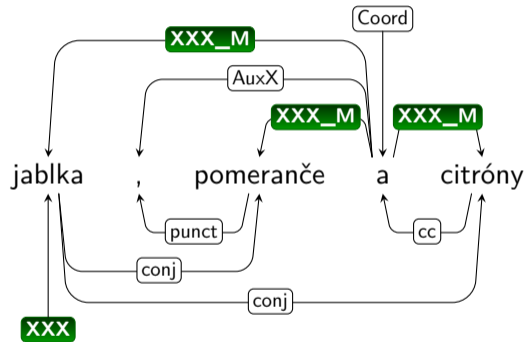 Coord
XXX_M
AuxX
XXX_M XXX_M
jablka , pomeranče a citróny
punct cc
conj
conj
XXX